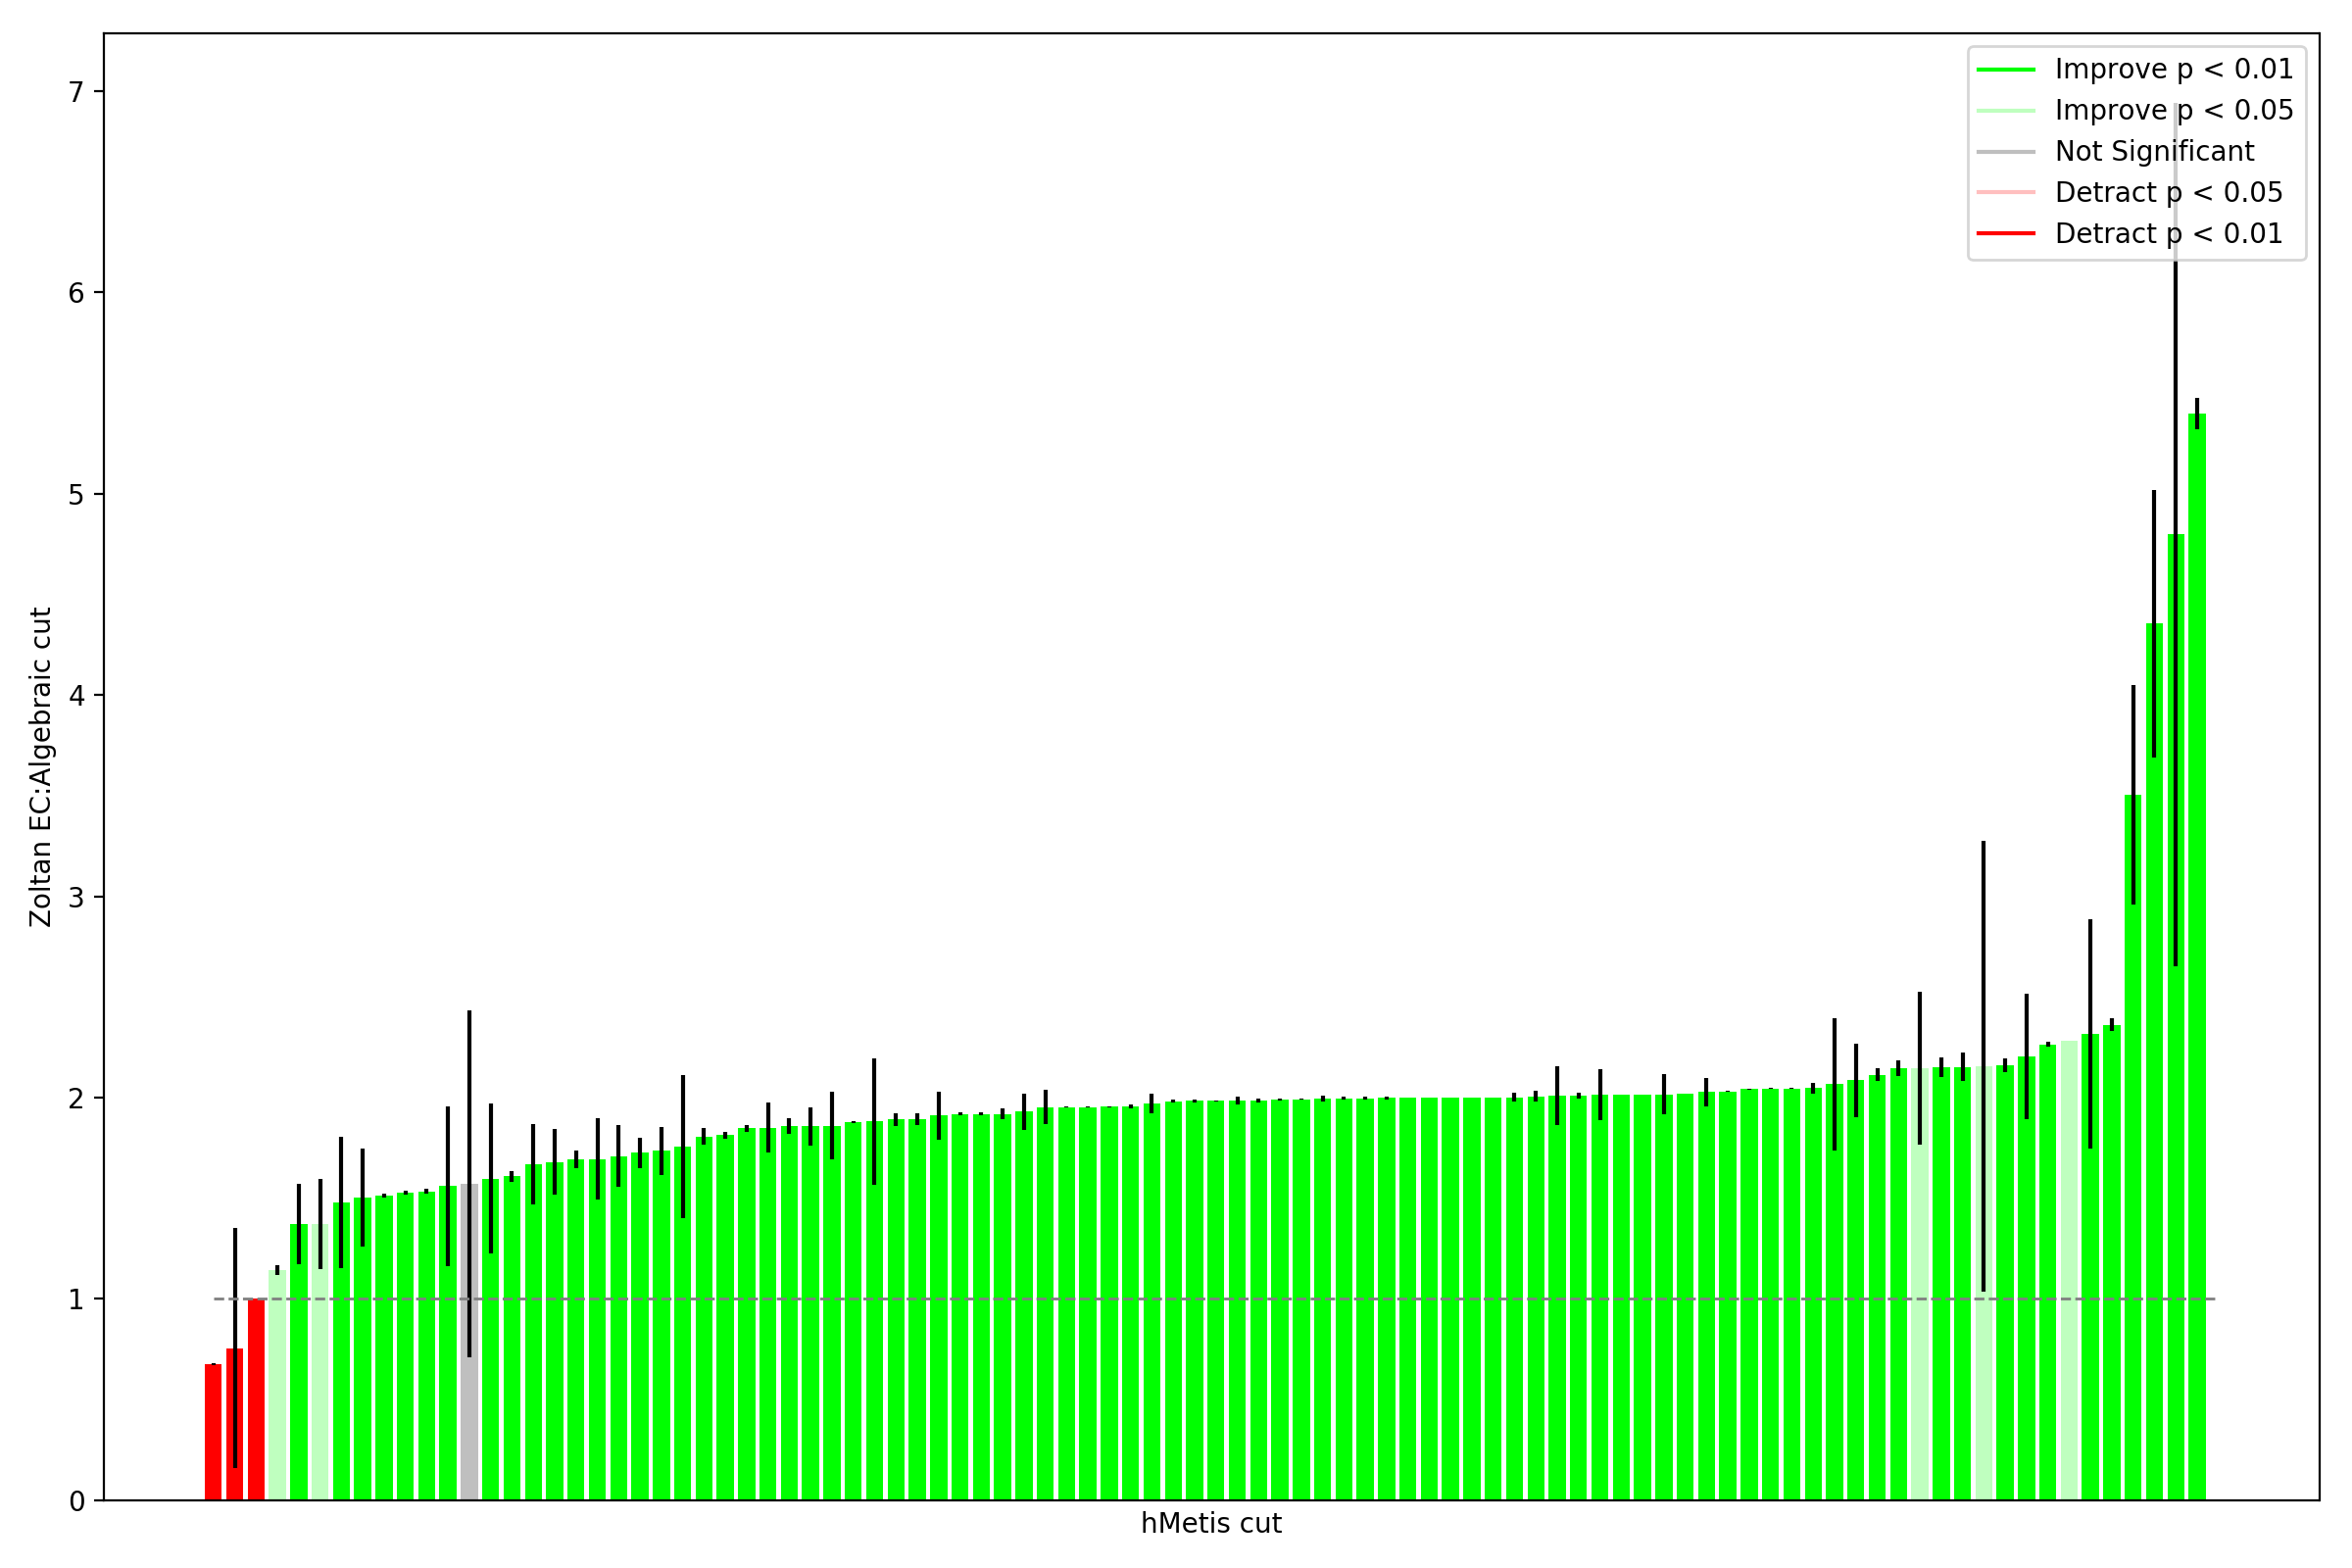 Improve p < 0.01
Improve p < 0.05
Not Significant
Detract p < 0.05
Detract p < 0.01
7
6
5
4
3
2
1
0
Zoltan EC:Algebraic cut
hMetis cut